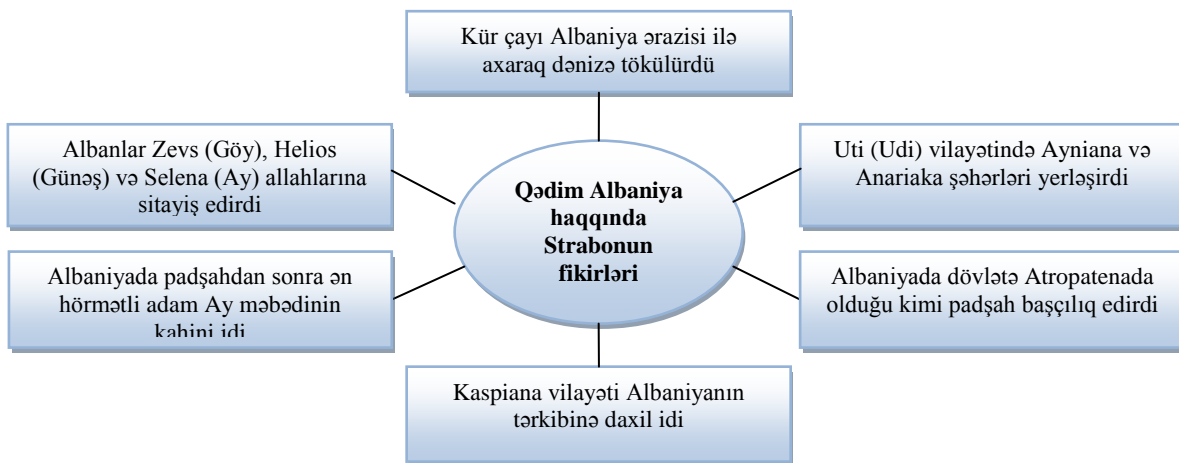 Kür çayı Albaniya ərazisi ilə
axaraq dənizə tökülürdü
Albanlar Zevs (Göy), Helios
(Günəş) və Selena (Ay) allahlarına
sitayiş edirdi
Uti (Udi) vilayətində Ayniana və
Anariaka şəhərləri yerləşirdi
Qədim Albaniya
haqqında
Strabonun
fikirləri
Albaniyada padşahdan sonra ən
hörmətli adam Ay məbədinin
kahini idi
Albaniyada dövlətə Atropatenada
olduğu kimi padşah başçılıq edirdi
Kaspiana vilayəti Albaniyanın
tərkibinə daxil idi